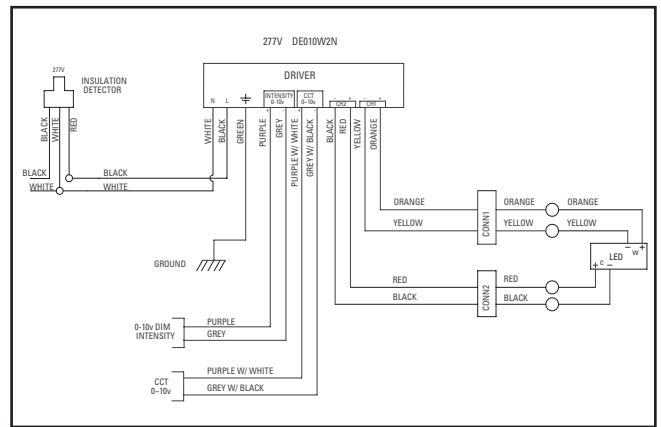 277V DE010W2N
DRIVER
277V
INSULATION
DETECTOR
N L
INTENSITY
0-10v
CCT
0-10v
+ - + -
- + - +
CH2 CH1
BLACK
WHITE
RED
WHITE
BLACK
GREEN
PURPLE
GREY
PURPLE W/ WHITE
GREY W/ BLACK
BLACK
RED
YELLOW
ORANGE
BLACK BLACK
WHITE WHITE
ORANGE ORANGE ORANGE
YELLOW YELLOW YELLOW
CONN1
- W +
LED
+ C -
GROUND
RED RED
BLACK BLACK
CONN2
0-10v DIM
INTENSITY
PURPLE
GREY
CCT
0~10v
PURPLE W/ WHITE
GREY W/ BLACK